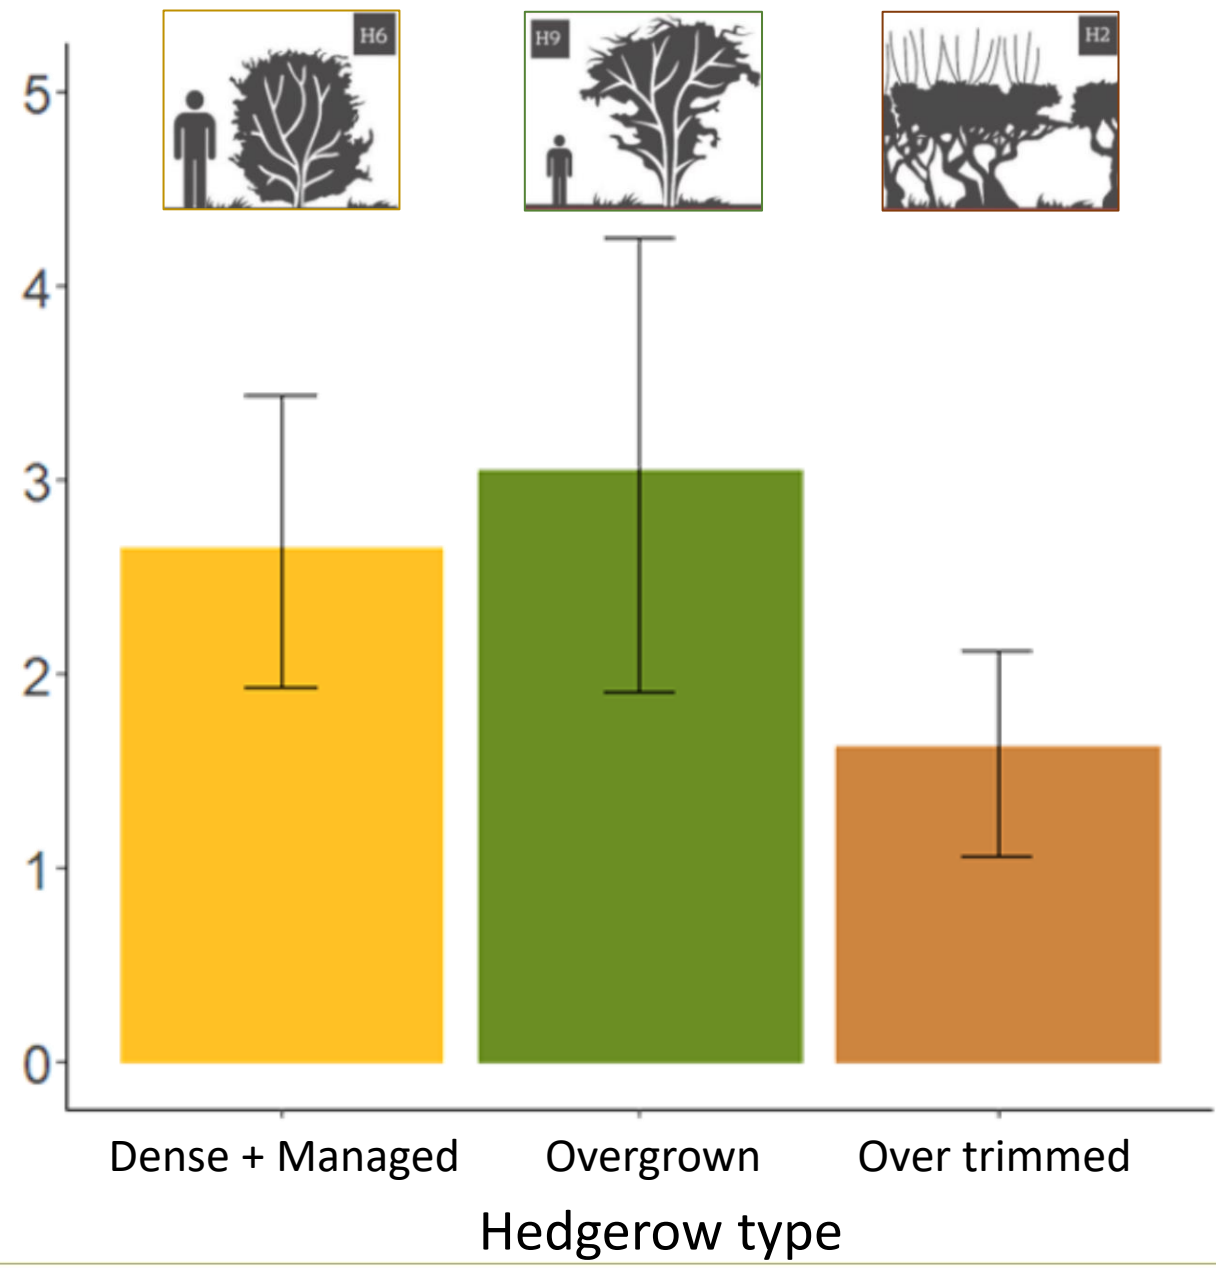 H6
H9
H2
5
4
3
2
1
0
Dense + Managed
Overgrown
Over trimmed
Hedgerow type